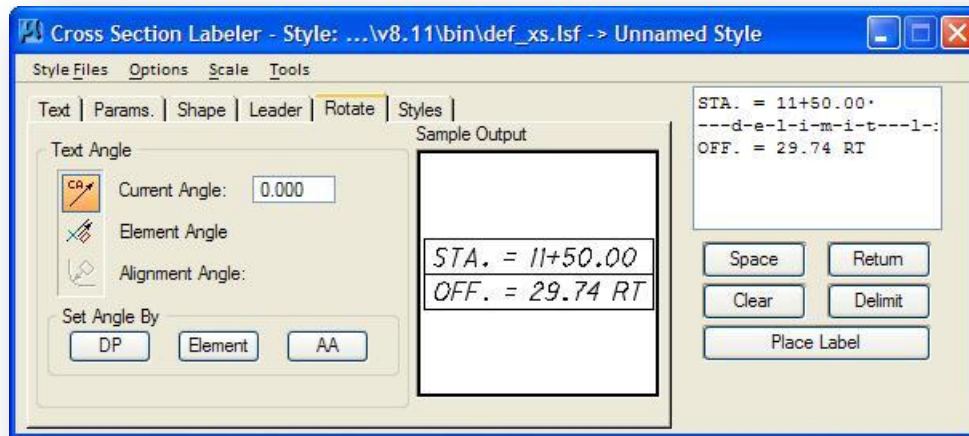 Cross Section Labeler - Style: ...\v8.11\bin\def_xs.lsf -> Unnamed Style
Style Files Options Scale Tools
Text Params. Shape Leader Rotate Styles
Text Angle
CA
Current Angle: 0.000
Element Angle
Alignment Angle:
Set Angle By
DP Element AA
Sample Output
STA. = 11+50.00
OFF. = 29.74 RT
STA. = 11+50.00·
---d-e-l-i-m-i-t---l-:
OFF. = 29.74 RT
Space Return
Clear Delimit
Place Label